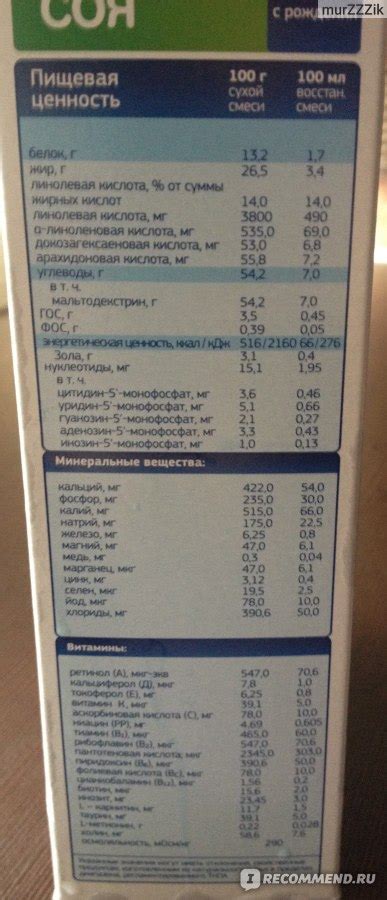 murZZZik
СОЯ
с рождения
Пищевая ценность 100 г сухой смеси 100 мл восстан. смеси
белок, г 13,2 1,7
жир, г 26,5 3,4
линолевая кислота, % от суммы
жирных кислот 14,0 14,0
линолевая кислота, мг 3800 490
α-линоленовая кислота, мг 535,0 69,0
докозагексаеновая кислота, мг 53,0 6,8
арахидоновая кислота, мг 55,8 7,2
углеводы, г 54,2 7,0
в т. ч.
мальтодекстрин, г 54,2 7,0
ГОС, г 3,5 0,45
ФОС, г 0,39 0,05
энергетическая ценность, ккал / кДж 516/2160 66/276
Зола, г 3,1 0,4
нуклеотиды, мг 15,1 1,95
в т. ч.
цитидин-5'-монофосфат, мг 3,6 0,46
уридин-5'-монофосфат, мг 5,1 0,66
гуанозин-5'-монофосфат, мг 2,1 0,27
аденозин-5'-монофосфат, мг 3,3 0,43
инозин-5'-монофосфат, мг 1,0 0,13
Минеральные вещества:
кальций, мг 422,0 54,0
фосфор, мг 235,0 30,0
калий, мг 515,0 66,0
натрий, мг 175,0 22,5
железо, мг 6,25 0,8
магний, мг 47,0 6,1
медь, мг 0,3 0,04
марганец, мкг 47,0 6,1
цинк, мг 3,12 0,4
селен, мкг 19,5 2,5
йод, мкг 78,0 10,0
хлориды, мг 390,6 50,0
Витамины:
ретинол (А), мкг-экв 547,0 70,6
кальциферол (Д), мкг 7,8 1,0
токоферол (Е), мг 6,25 0,8
витамин К, мкг 39,1 5,0
аскорбиновая кислота (С), мг 78,0 10,0
ниацин (РР), мг 4,69 0,605
тиамин (В₁), мкг 465,0 60,0
рибофлавин (В₂), мкг 547,0 70,6
пантотеновая кислота, мкг 2345,0 303,0
пиридоксин (В₆), мкг 390,6 50,0
фолиевая кислота (Вс), мкг 78,0 10,0
цианкобаламин (В₁₂), мкг 1,56 0,2
биотин, мкг 15,6 2,0
инозит, мг 23,45 3,0
L – карнитин, мг 11,7 1,5
таурин, мг 39,1 5,0
L-метионин, г 0,22 0,028
холин, мг 58,6 7,6
осмоляльность, мОсм/кг 290
Указанные значения могут иметь отклонения, свойственные
I RECOMMEND.RU